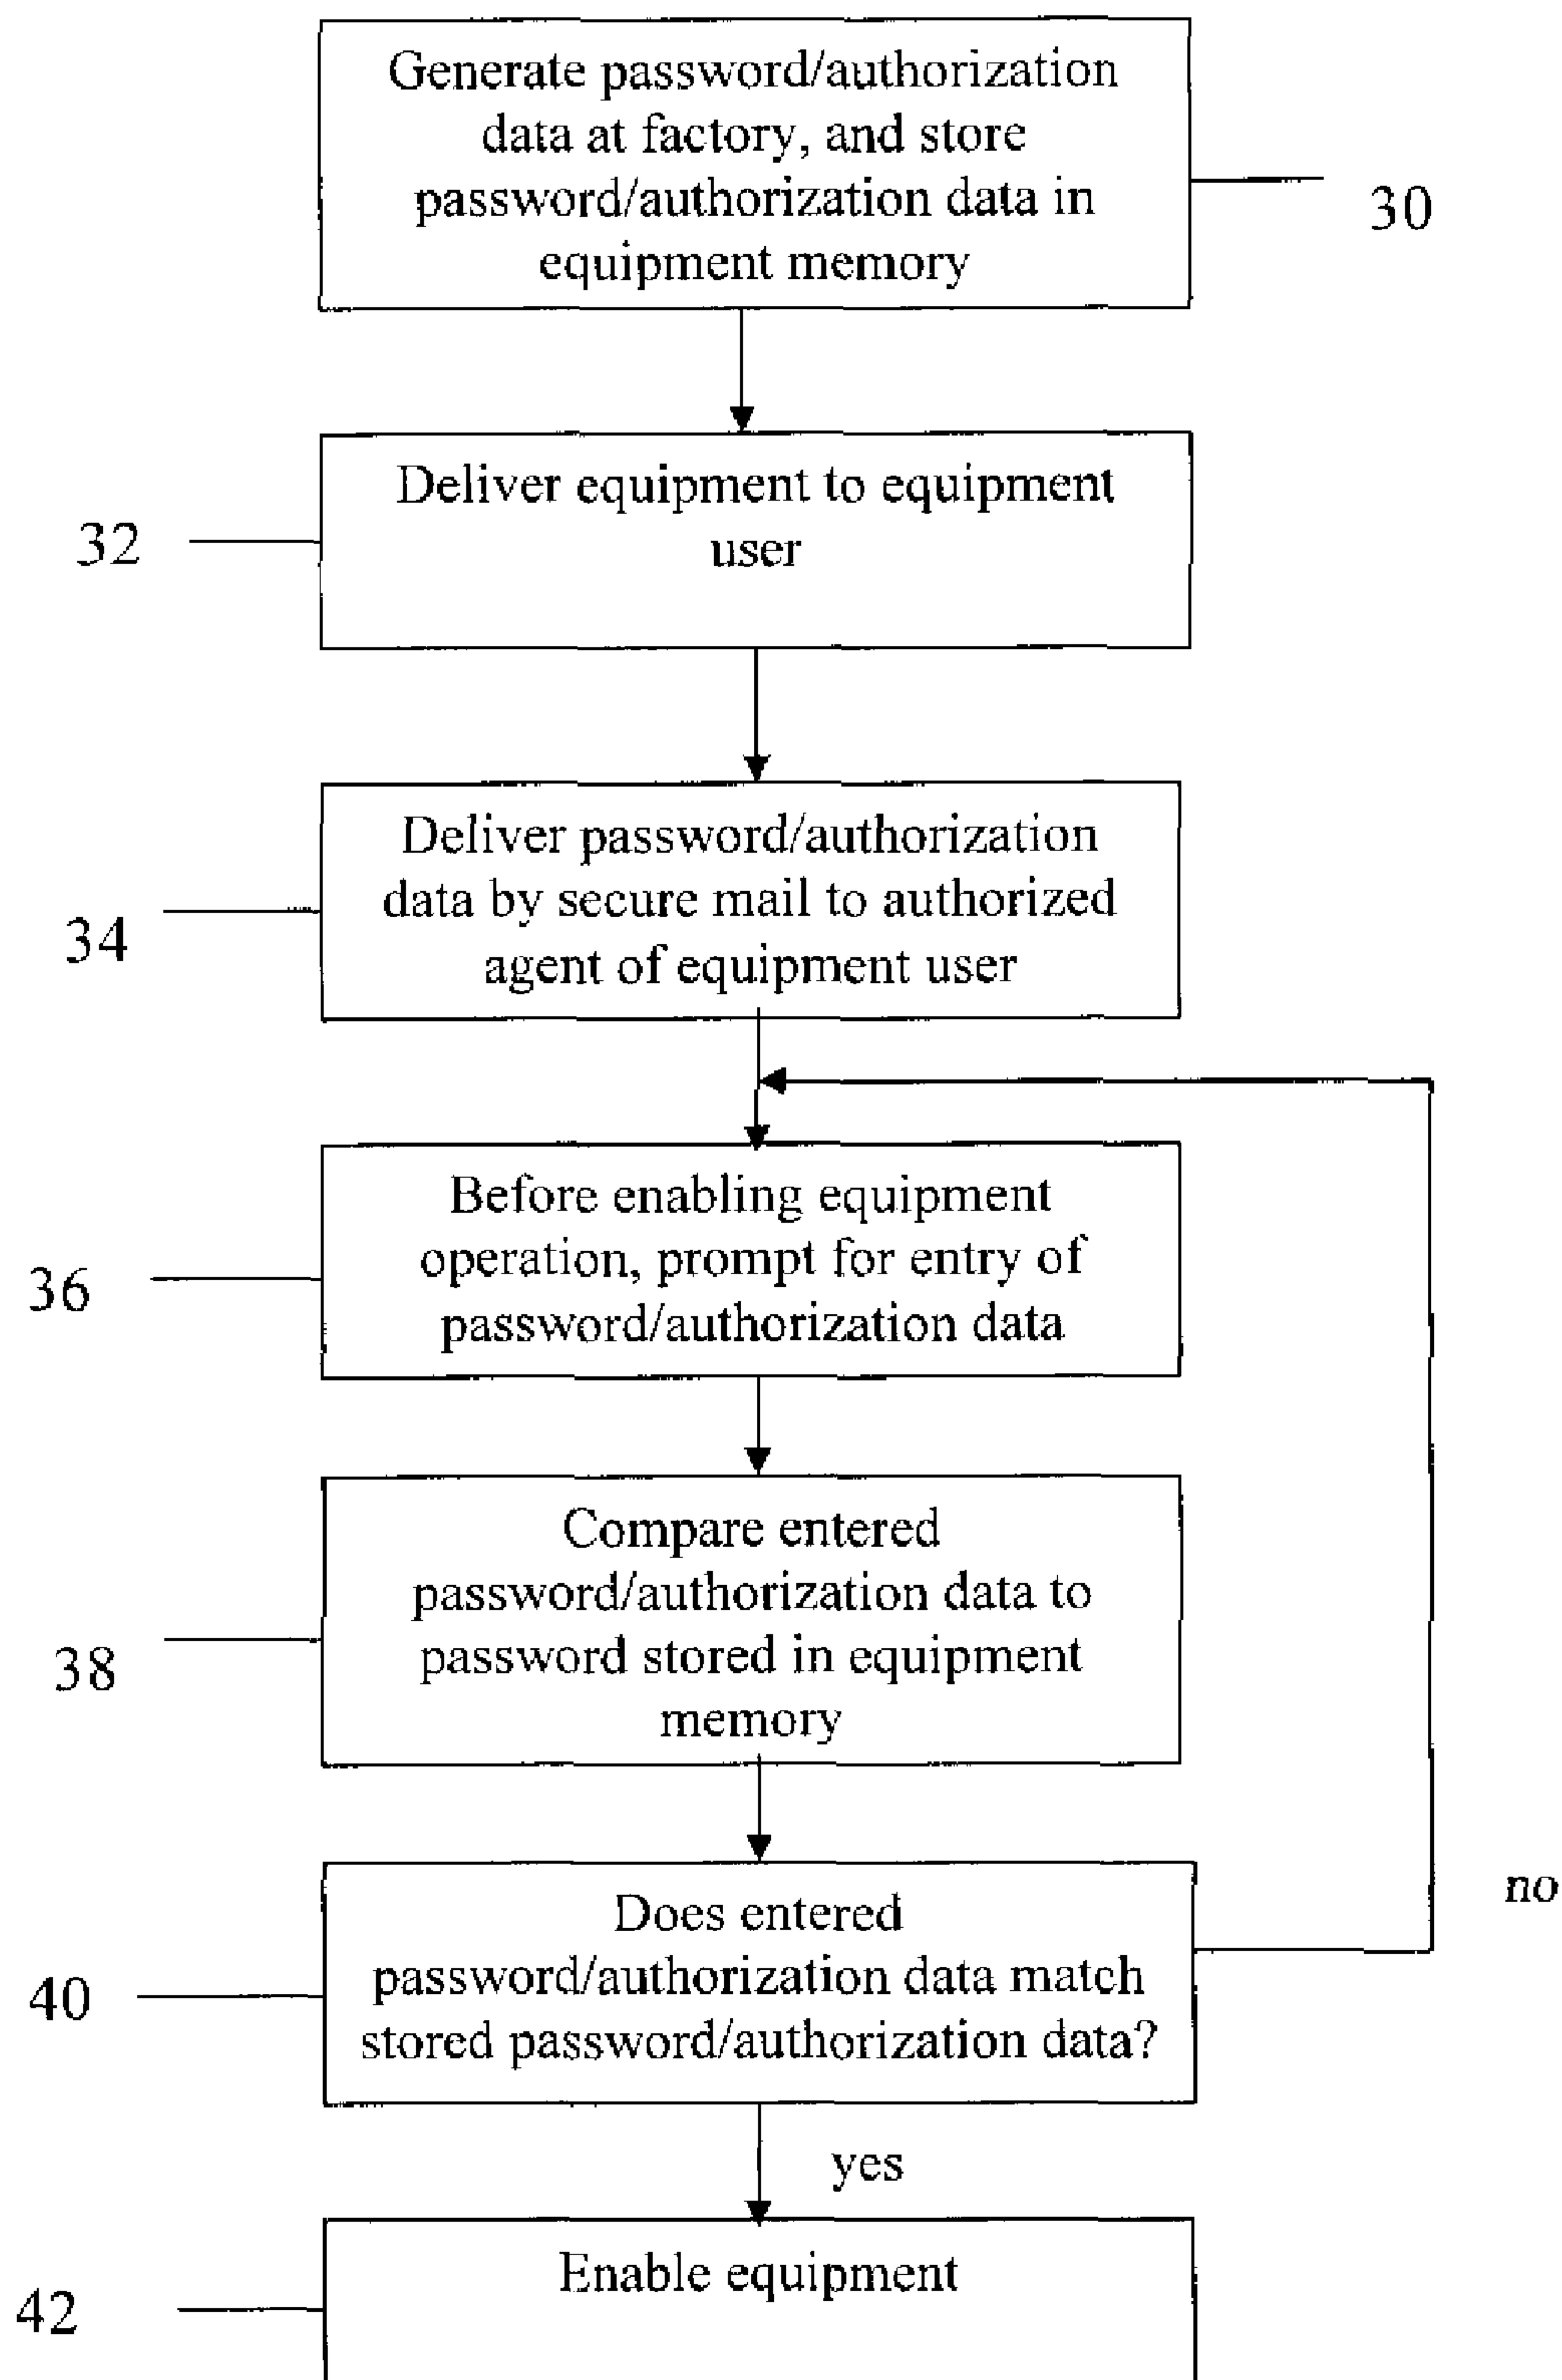 Generate password/authorization
data at factory, and store
password/authorization data in
equipment memory
30
Deliver equipment to equipment
user
32
Deliver password/authorization
data by secure mail to authorized
agent of equipment user
34
Before enabling equipment
operation, prompt for entry of
password/authorization data
36
Compare entered
password/authorization data to
password stored in equipment
memory
38
Does entered
password/authorization data match
stored password/authorization data?
40
no
yes
Enable equipment
42